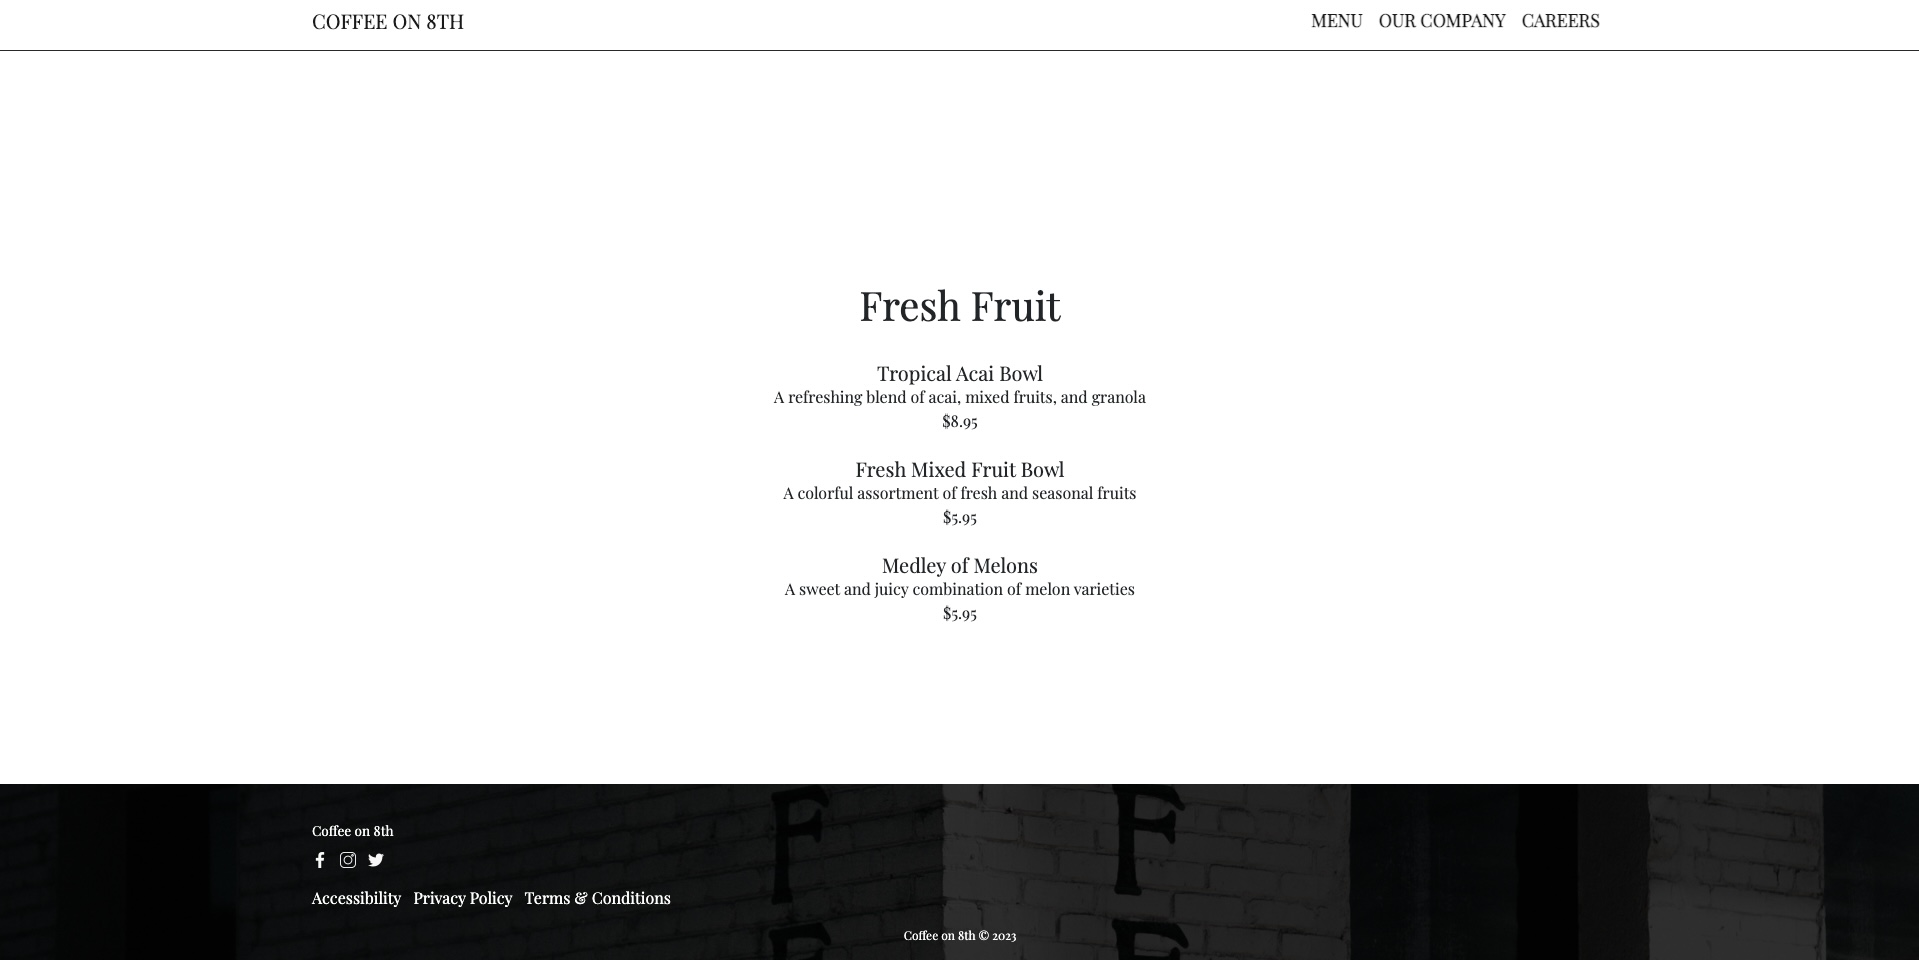 COFFEE ON 8TH
MENU OUR COMPANY CAREERS
Fresh Fruit
Tropical Acai Bowl
A refreshing blend of acai, mixed fruits, and granola
$8.95
Fresh Mixed Fruit Bowl
A colorful assortment of fresh and seasonal fruits
$5.95
Medley of Melons
A sweet and juicy combination of melon varieties
$5.95
Coffee on 8th
Accessibility Privacy Policy Terms & Conditions
Coffee on 8th © 2023
F F
F F